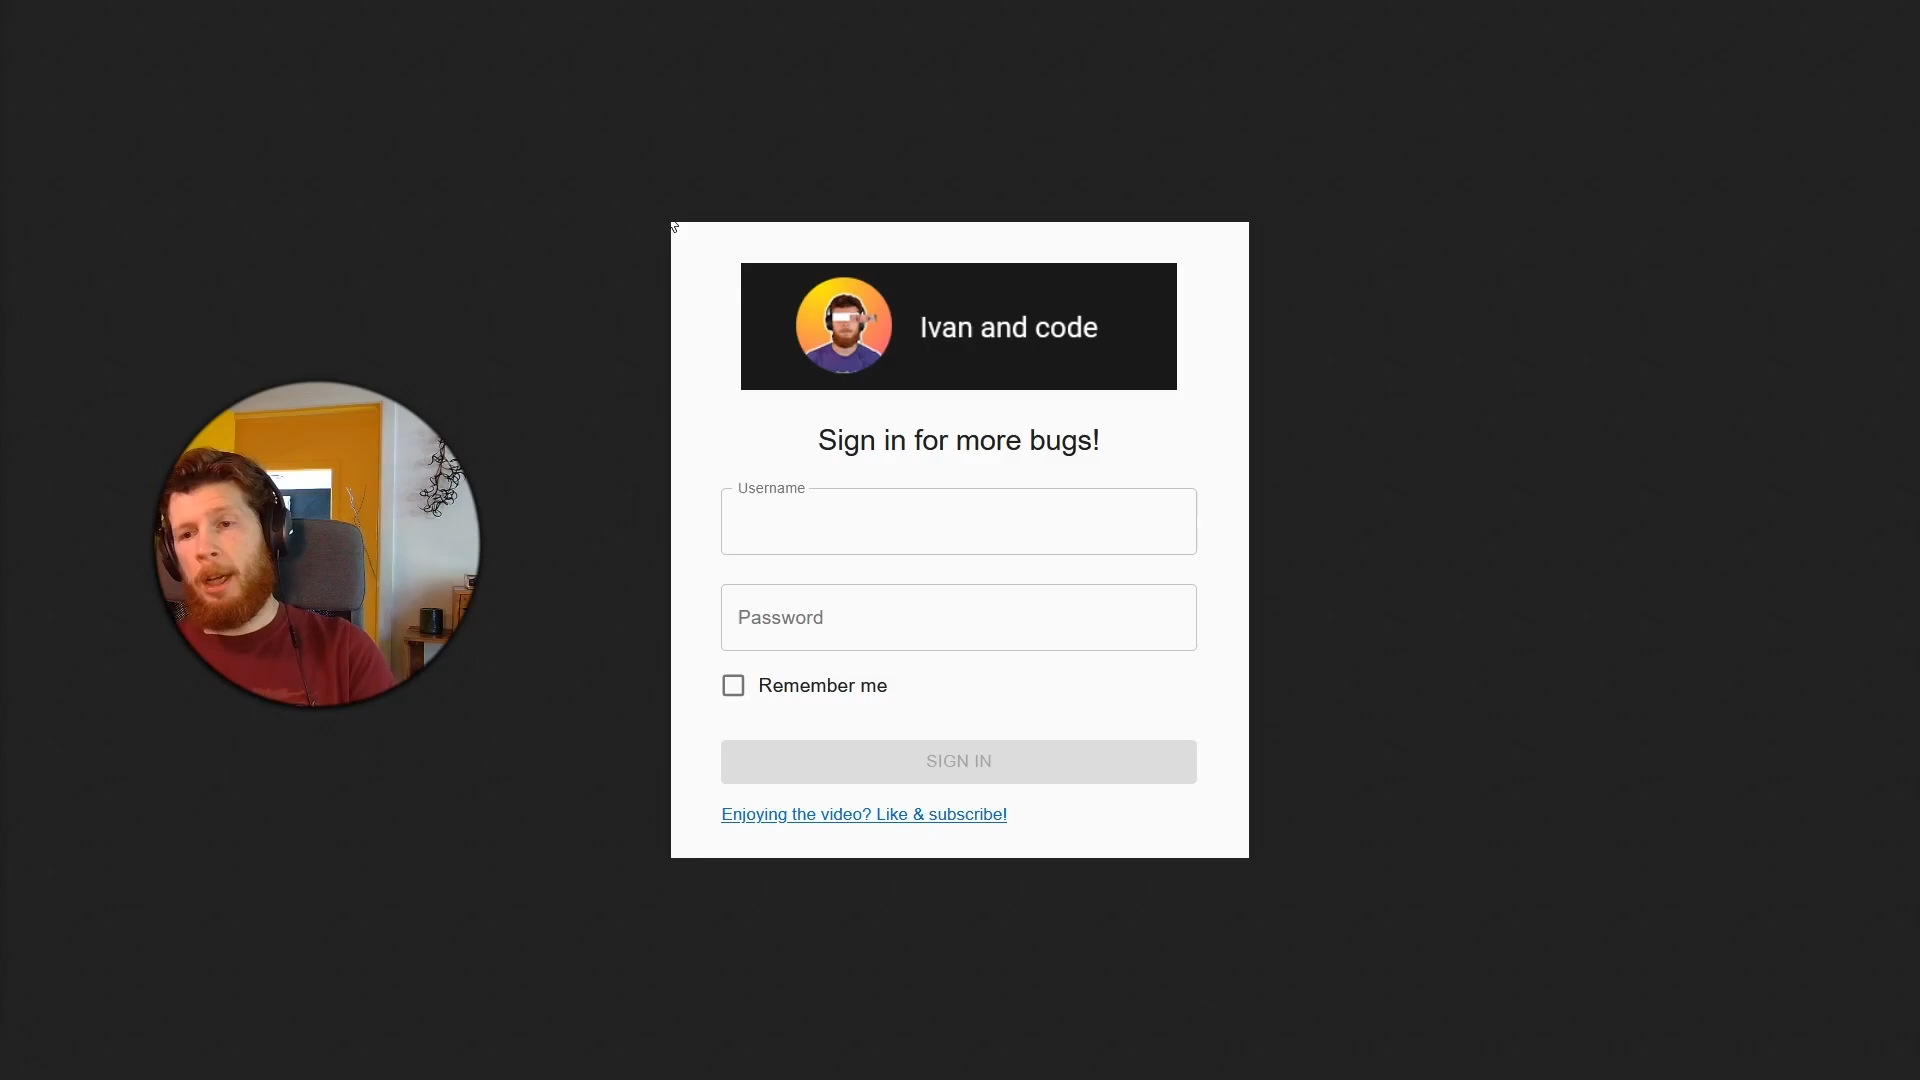 Ivan and code
Sign in for more bugs!
Username
Password
Remember me
SIGN IN
Enjoying the video? Like & subscribe!